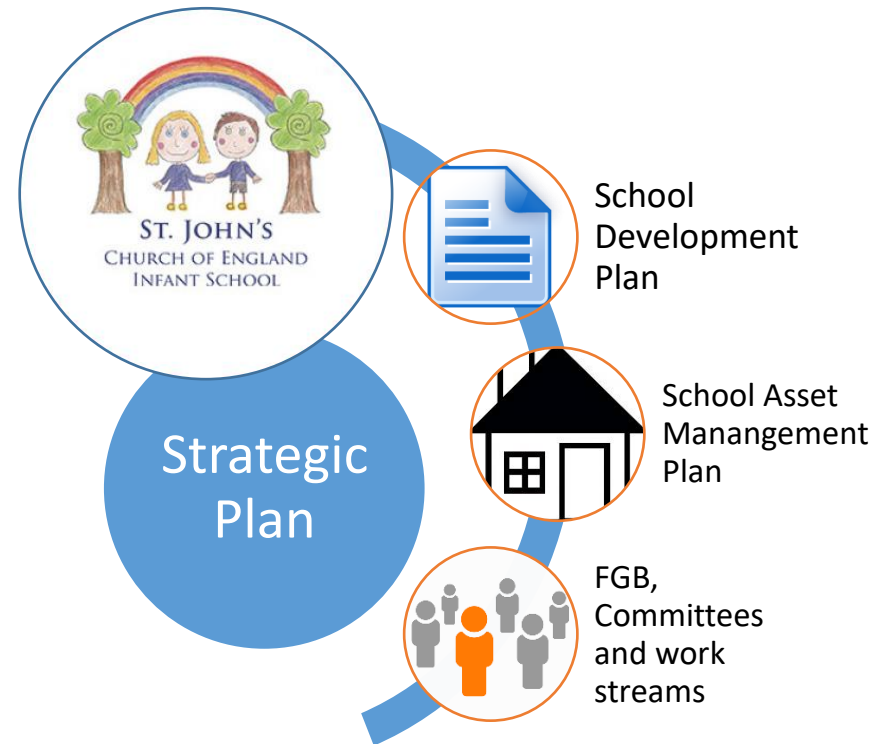 ST. JOHN'S
CHURCH OF ENGLAND
INFANT SCHOOL
Strategic
Plan
School
Development
Plan
School Asset
Manangement
Plan
FGB,
Committees
and work
streams